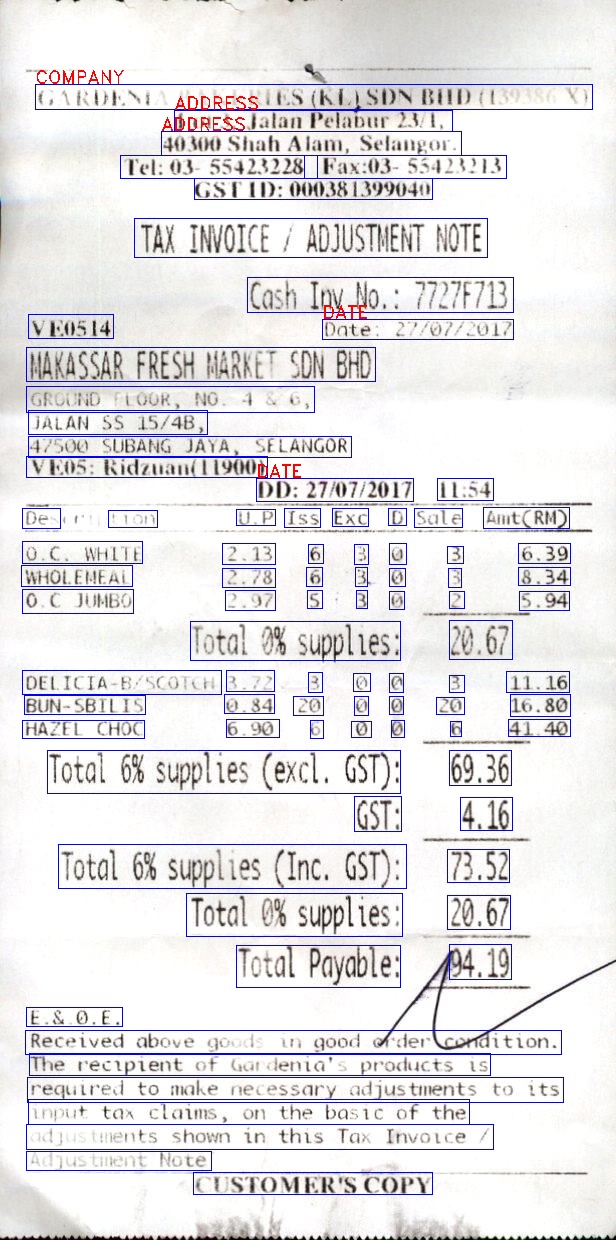 COMPANY
GARDENIA BAKERIES (KL) SDN BHD (139386 X)
ADDRESS
Jalan Pelabur 23/1,
ADDRESS
40300 Shah Alam, Selangor.
Tel: 03- 55423228 Fax:03- 55423213
GST ID: 000381399040
TAX INVOICE / ADJUSTMENT NOTE
Cash Inv No.: 7727F713
DATE
VE0514 Date: 27/07/2017
MAKASSAR FRESH MARKET SDN BHD
GROUND FLOOR, NO. 4 & 6,
JALAN SS 15/4B,
47500 SUBANG JAYA, SELANGOR
VE05: Ridzuan(11900)
DATE
DD: 27/07/2017 11:54
Description U.P Iss Exc D Sale Amt(RM)
O.C. WHITE 2.13 6 3 0 3 6.39
WHOLEMEAL 2.78 6 3 0 3 8.34
O.C JUMBO 2.97 5 3 0 2 5.94
Total 0% supplies: 20.67
DELICIA-B/SCOTCH 3.72 3 0 0 3 11.16
BUN-SBILIS 0.84 20 0 0 20 16.80
HAZEL CHOC 6.90 6 0 0 6 41.40
Total 6% supplies (excl. GST): 69.36
GST: 4.16
Total 6% supplies (Inc. GST): 73.52
Total 0% supplies: 20.67
Total Payable: 94.19
E.&.O.E.
Received above goods in good order condition.
The recipient of Gardenia's products is
required to make necessary adjustments to its
input tax claims, on the basic of the
adjustments shown in this Tax Invoice /
Adjustment Note
CUSTOMER'S COPY